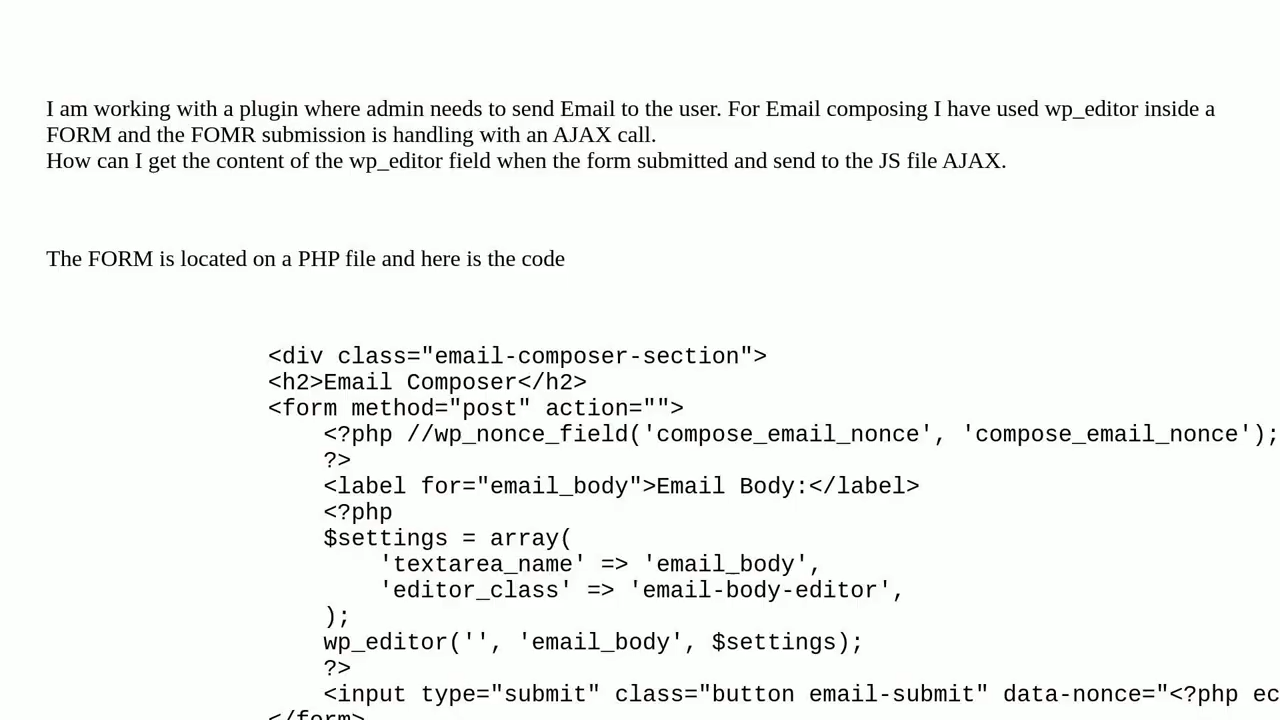 I am working with a plugin where admin needs to send Email to the user. For Email composing I have used wp_editor inside a
FORM and the FOMR submission is handling with an AJAX call.
How can I get the content of the wp_editor field when the form submitted and send to the JS file AJAX.
The FORM is located on a PHP file and here is the code
<div class="email-composer-section">
<h2>Email Composer</h2>
<form method="post" action="">
<?php //wp_nonce_field('compose_email_nonce', 'compose_email_nonce');
?>
<label for="email_body">Email Body:</label>
<?php
$settings = array(
'textarea_name' => 'email_body',
'editor_class' => 'email-body-editor',
);
wp_editor('', 'email_body', $settings);
?>
<input type="submit" class="button email-submit" data-nonce="<?php ec
</form>